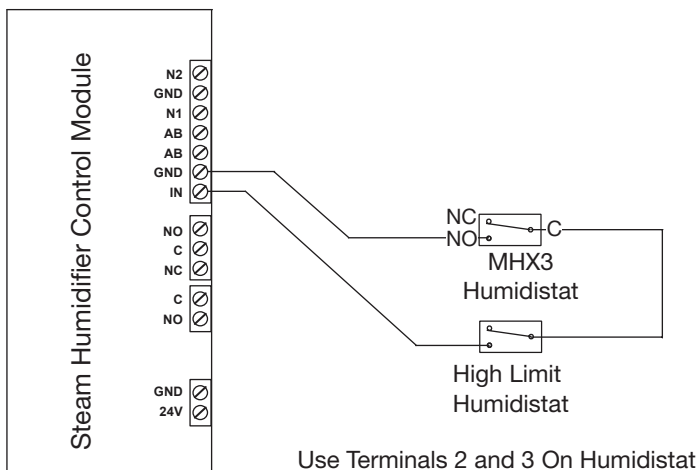 Steam Humidifier Control Module
N2
GND
N1
AB
AB
GND
IN
NO
C
NC
C
NO
GND
24V
NC
NO
C
MHX3
Humidistat
High Limit
Humidistat
Use Terminals 2 and 3 On Humidistat